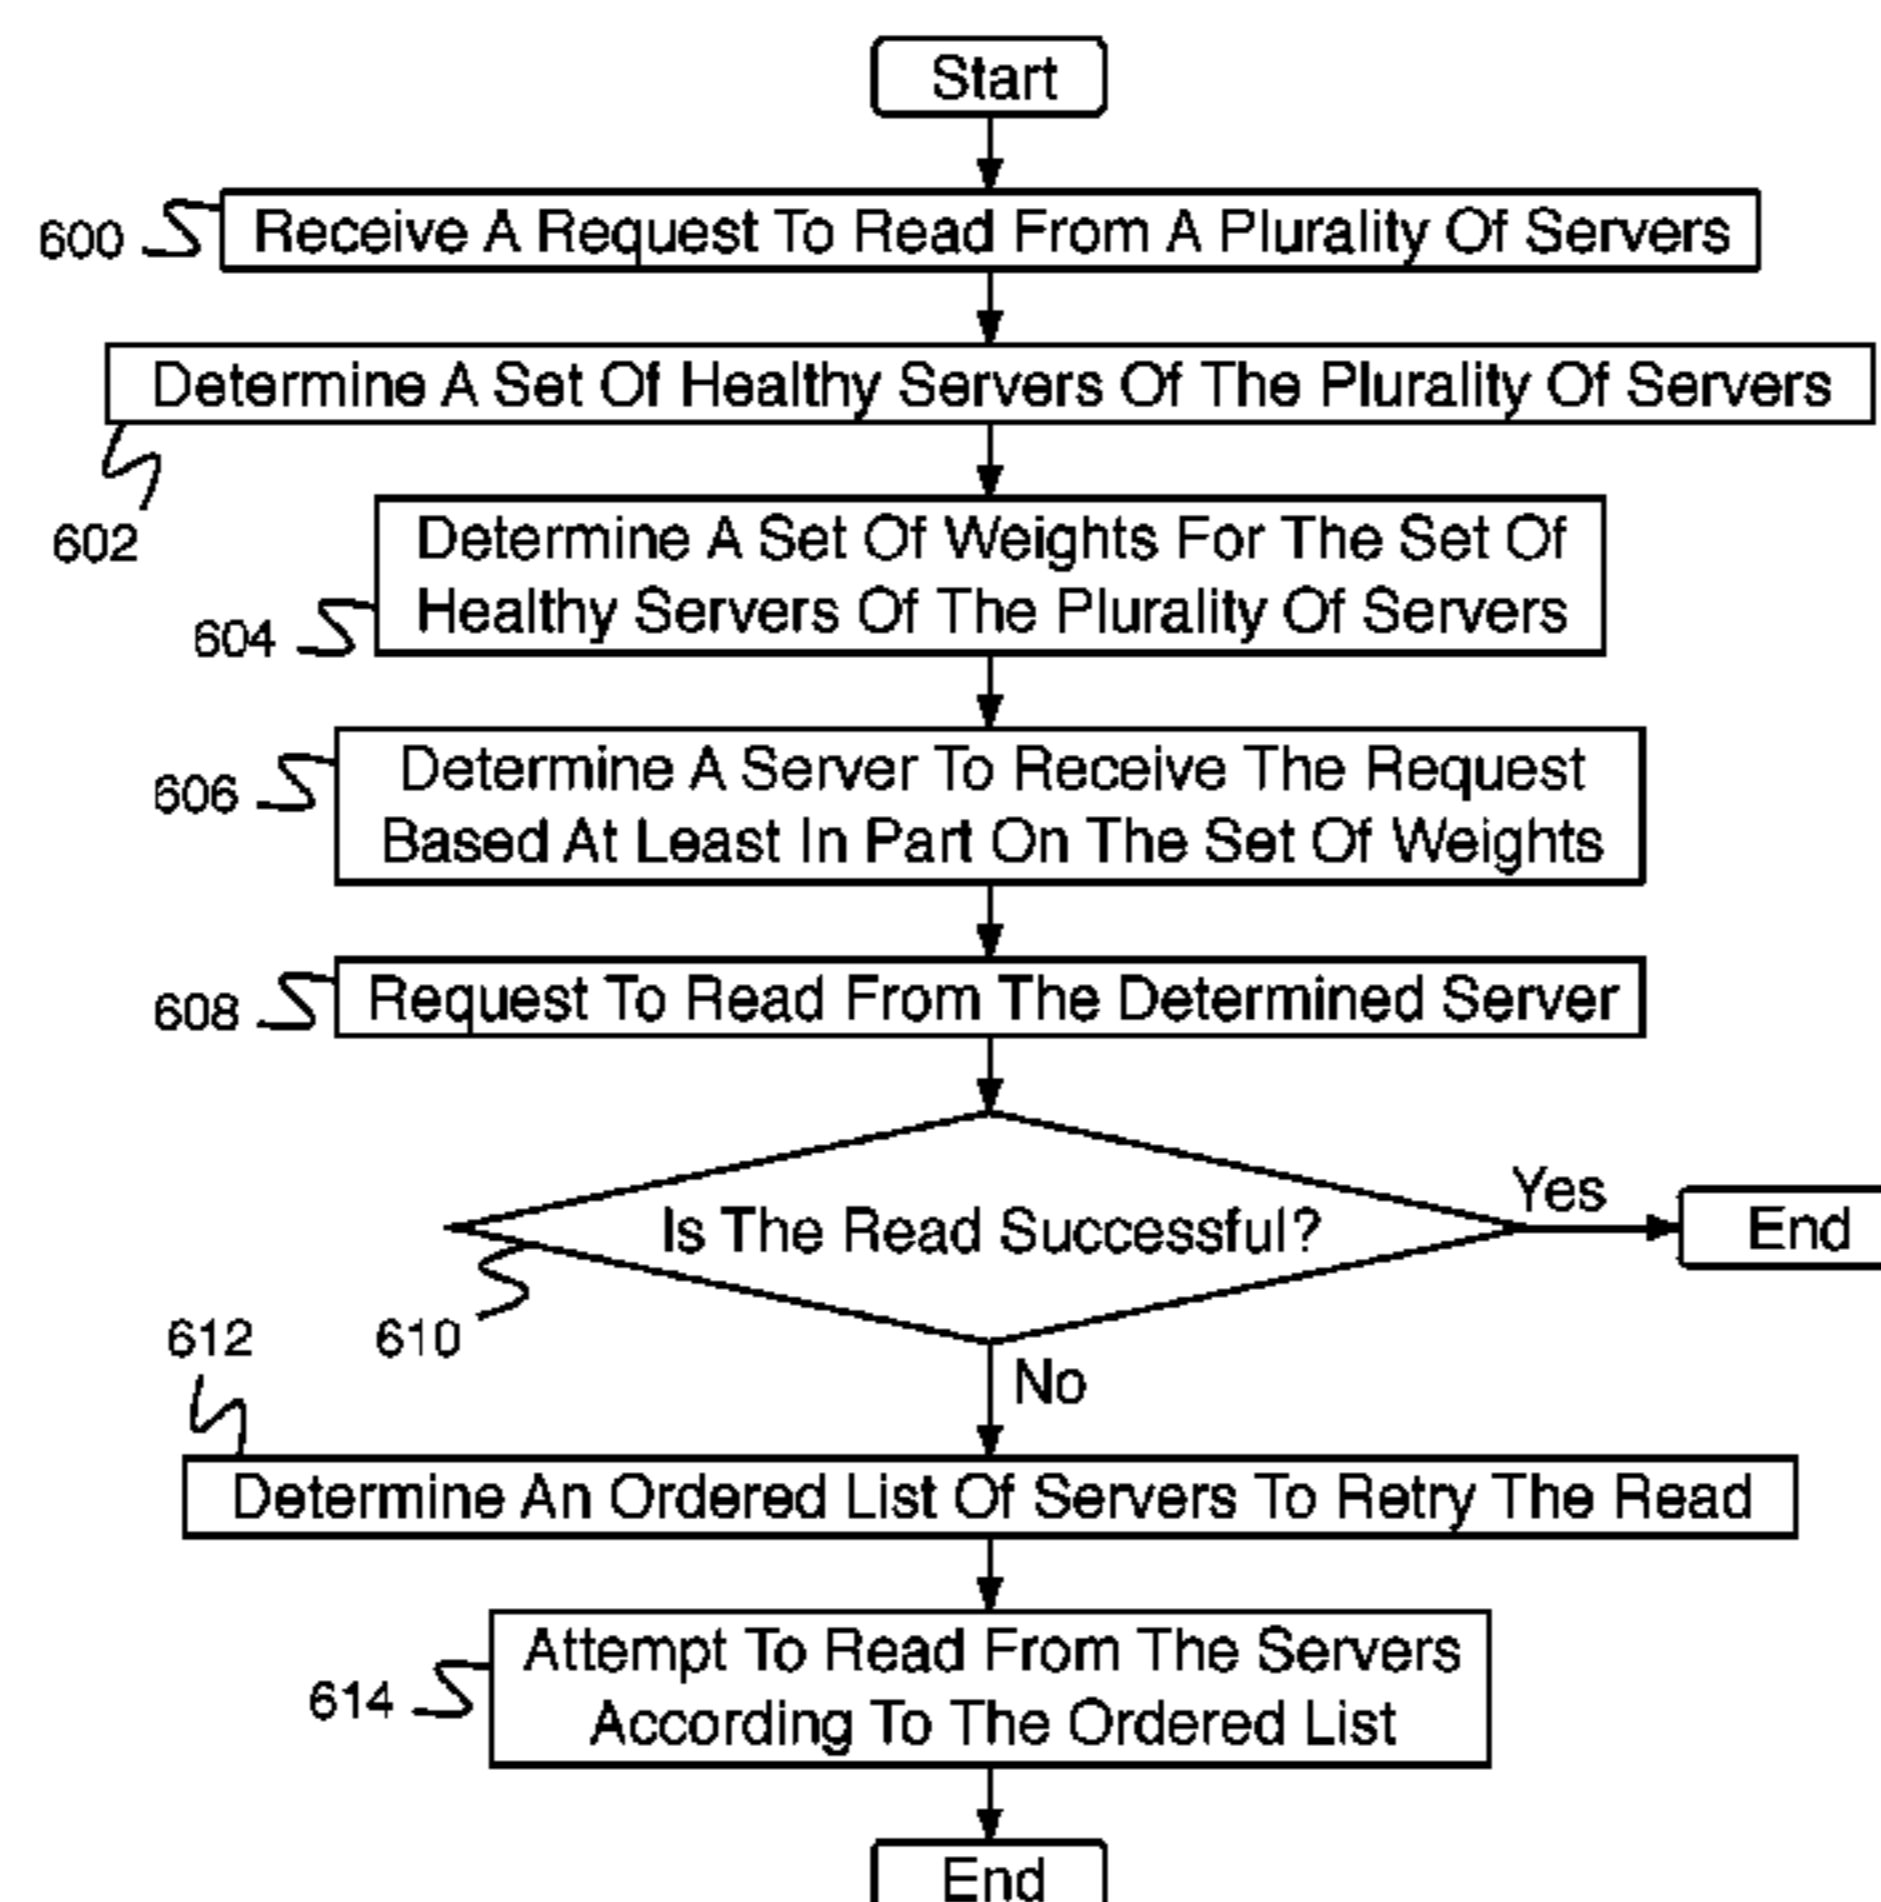 Start
600
Receive A Request To Read From A Plurality Of Servers
Determine A Set Of Healthy Servers Of The Plurality Of Servers
602
Determine A Set Of Weights For The Set Of
Healthy Servers Of The Plurality Of Servers
604
Determine A Server To Receive The Request
Based At Least In Part On The Set Of Weights
606
608
Request To Read From The Determined Server
Is The Read Successful?
Yes
End
610
No
612
Determine An Ordered List Of Servers To Retry The Read
Attempt To Read From The Servers
According To The Ordered List
614
End